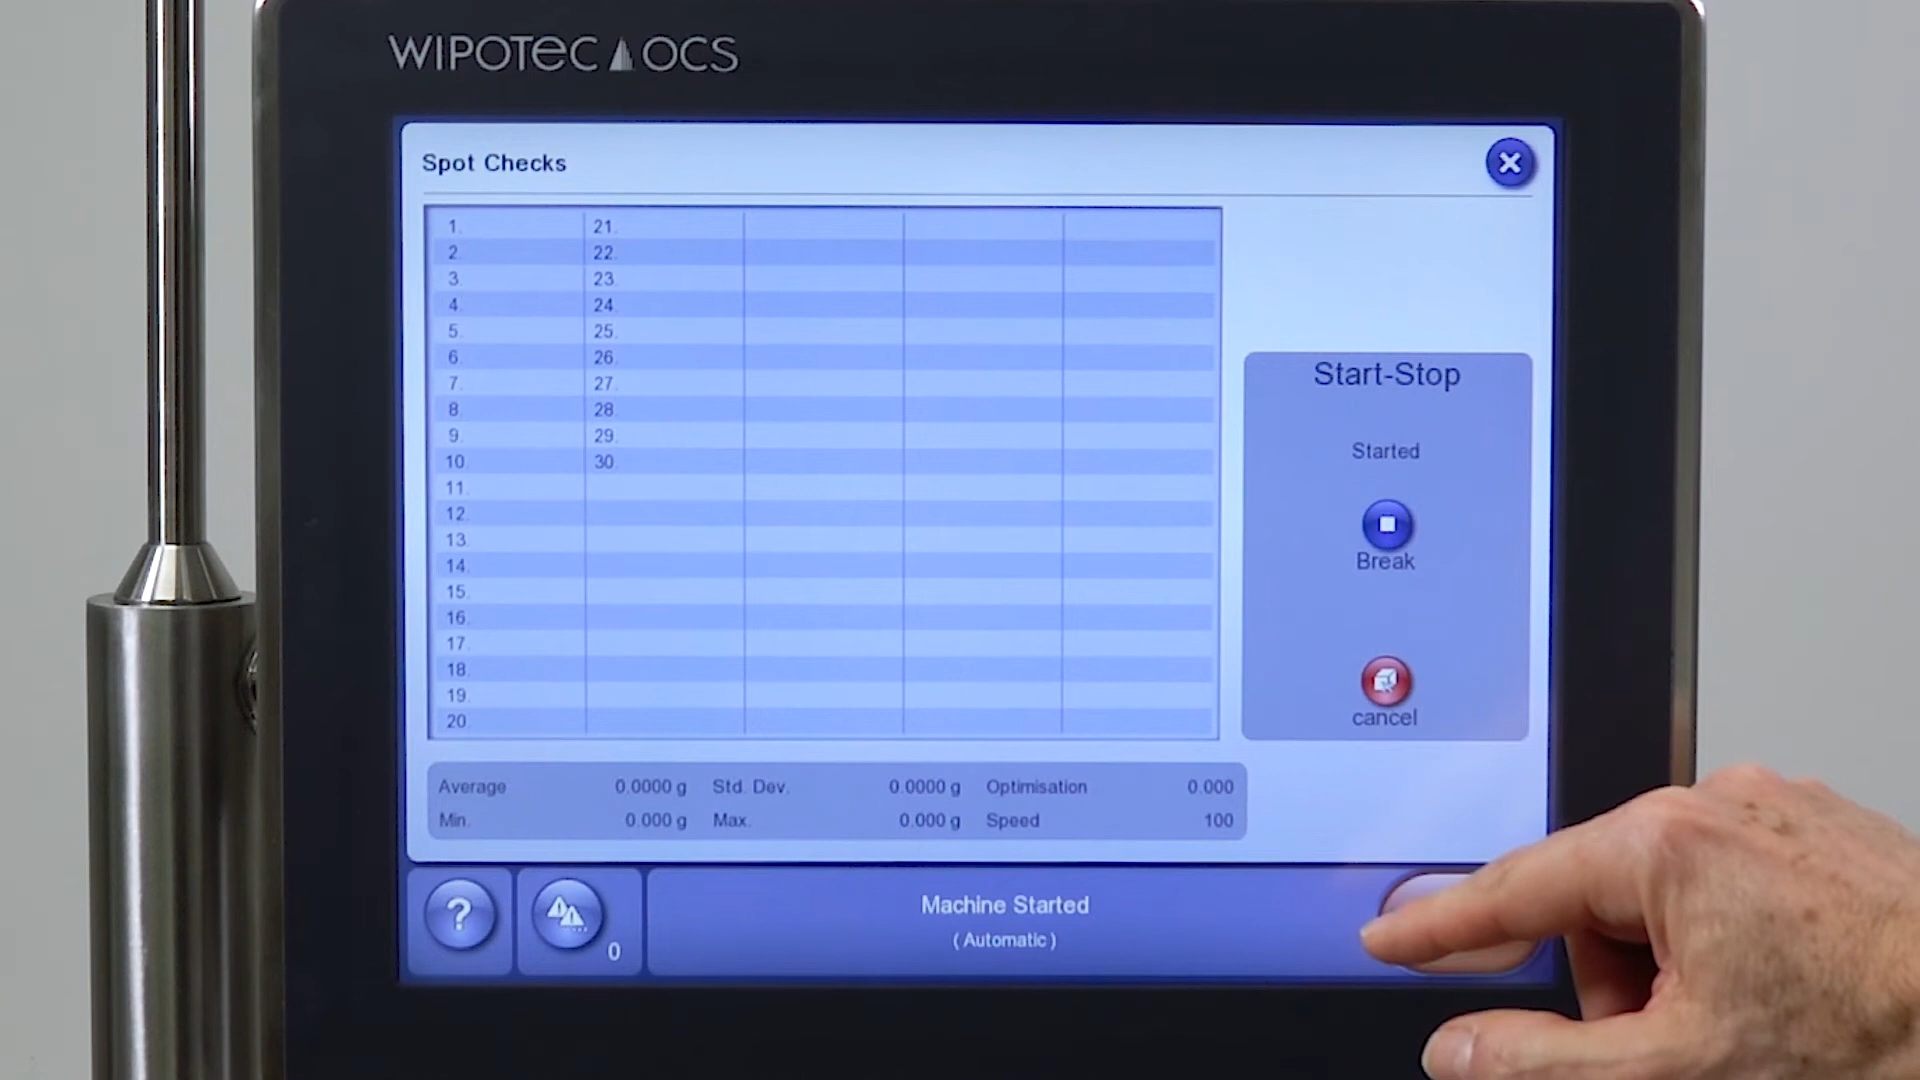 WIPOTEC OCS
Spot Checks
1. 21.
2. 22.
3. 23.
4. 24.
5. 25.
6. 26.
7. 27.
8. 28.
9. 29.
10. 30.
11.
12.
13.
14.
15.
16.
17.
18.
19.
20.
Start-Stop
Started
Break
cancel
Average 0.0000 g Std. Dev. 0.0000 g Optimisation 0.000
Min. 0.000 g Max. 0.000 g Speed 100
? 0
Machine Started
(Automatic)